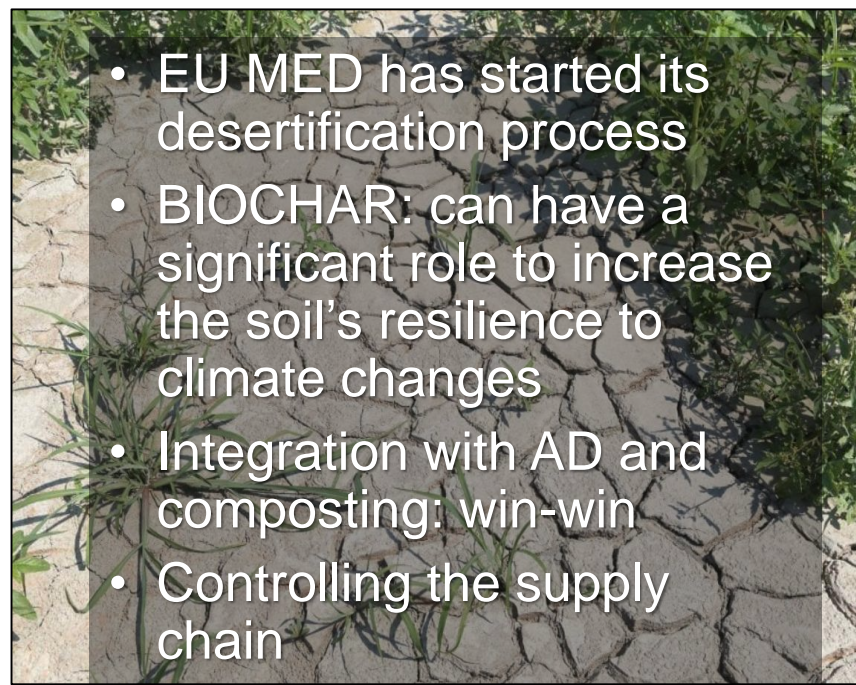 • EU MED has started its
desertification process
• BIOCHAR: can have a
significant role to increase
the soil's resilience to
climate changes
• Integration with AD and
composting: win-win
• Controlling the supply
chain